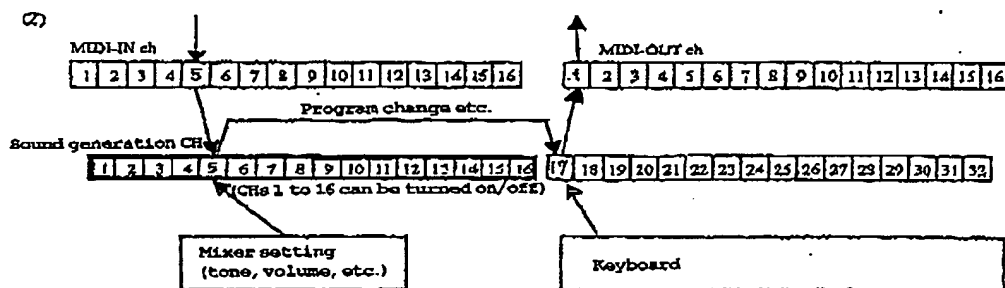 2)
MIDI-IN ch
MIDI-OUT ch
1 2 3 4 5 6 7 8 9 10 11 12 13 14 15 16
1 2 3 4 5 6 7 8 9 10 11 12 13 14 15 16
Program change etc.
Sound generation CH
1 2 3 4 5 6 7 8 9 10 11 12 13 14 15 16
17 18 19 20 21 22 23 24 25 26 27 28 29 30 31 32
(CHs 1 to 16 can be turned on/off)
Mixer setting
(tone, volume, etc.)
Keyboard